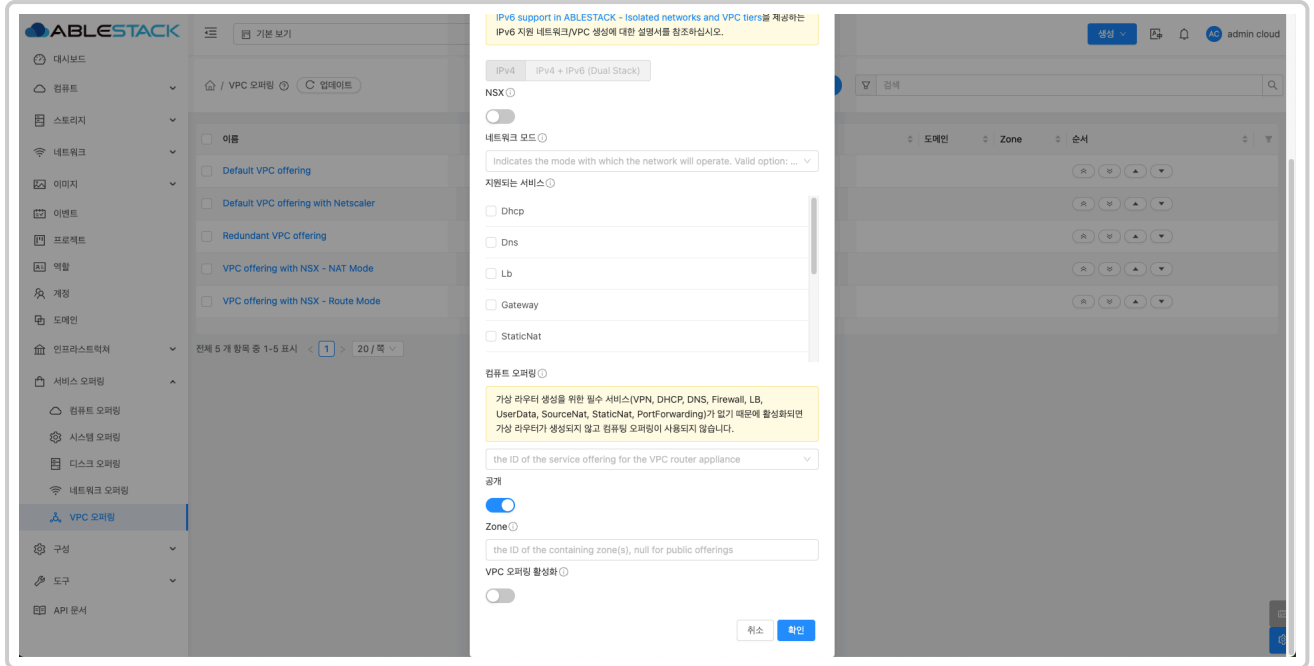 ABLESTACK
기본 보기
생성
AC
admin cloud
대시보드
컴퓨트
스토리지
네트워크
이미지
이벤트
프로젝트
역할
계정
도메인
인프라스트럭쳐
서비스 오퍼링
컴퓨트 오퍼링
시스템 오퍼링
디스크 오퍼링
네트워크 오퍼링
VPC 오퍼링
구성
도구
API 문서
/ VPC 오퍼링
업데이트
검색
이름
도메인
Zone
순서
Default VPC offering
Default VPC offering with Netscaler
Redundant VPC offering
VPC offering with NSX - NAT Mode
VPC offering with NSX - Route Mode
전체 5 개 항목 중 1-5 표시 < 1 > 20 / 쪽
IPv6 support in ABLESTACK - Isolated networks and VPC tiers을 제공하는
IPv6 지원 네트워크/VPC 생성에 대한 설명서를 참조하십시오.
IPv4
IPv4 + IPv6 (Dual Stack)
NSX
네트워크 모드
Indicates the mode with which the network will operate. Valid option: ...
지원되는 서비스
Dhcp
Dns
Lb
Gateway
StaticNat
컴퓨트 오퍼링
가상 라우터 생성을 위한 필수 서비스(VPN, DHCP, DNS, Firewall, LB,
UserData, SourceNat, StaticNat, PortForwarding)가 없기 때문에 활성화되면
가상 라우터가 생성되지 않고 컴퓨팅 오퍼링이 사용되지 않습니다.
the ID of the service offering for the VPC router appliance
공개
Zone
the ID of the containing zone(s), null for public offerings
VPC 오퍼링 활성화
취소
확인